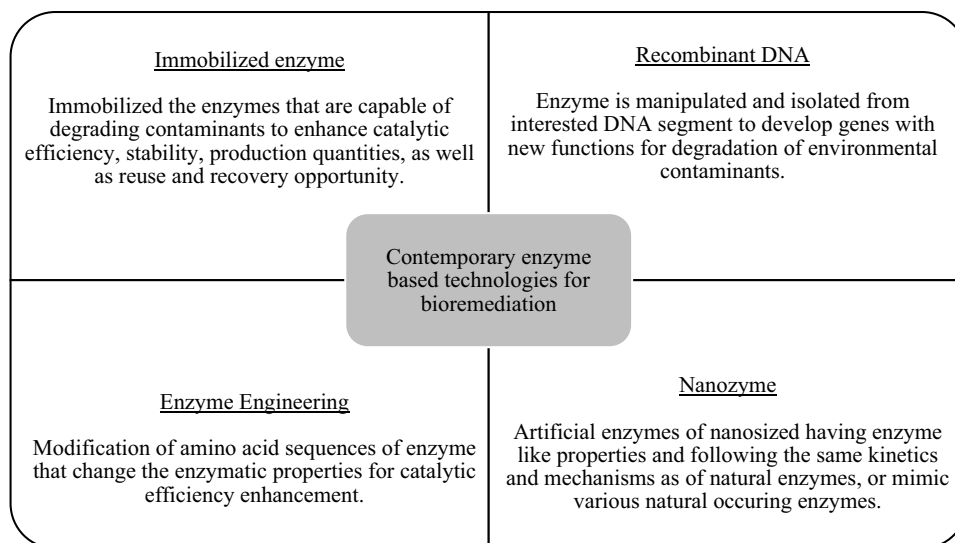 Immobilized enzyme
Immobilized the enzymes that are capable of
degrading contaminants to enhance catalytic
efficiency, stability, production quantities, as well
as reuse and recovery opportunity.
Recombinant DNA
Enzyme is manipulated and isolated from
interested DNA segment to develop genes with
new functions for degradation of environmental
contaminants.
Contemporary enzyme
based technologies for
bioremediation
Enzyme Engineering
Modification of amino acid sequences of enzyme
that change the enzymatic properties for catalytic
efficiency enhancement.
Nanozyme
Artificial enzymes of nanosized having enzyme
like properties and following the same kinetics
and mechanisms as of natural enzymes, or mimic
various natural occuring enzymes.